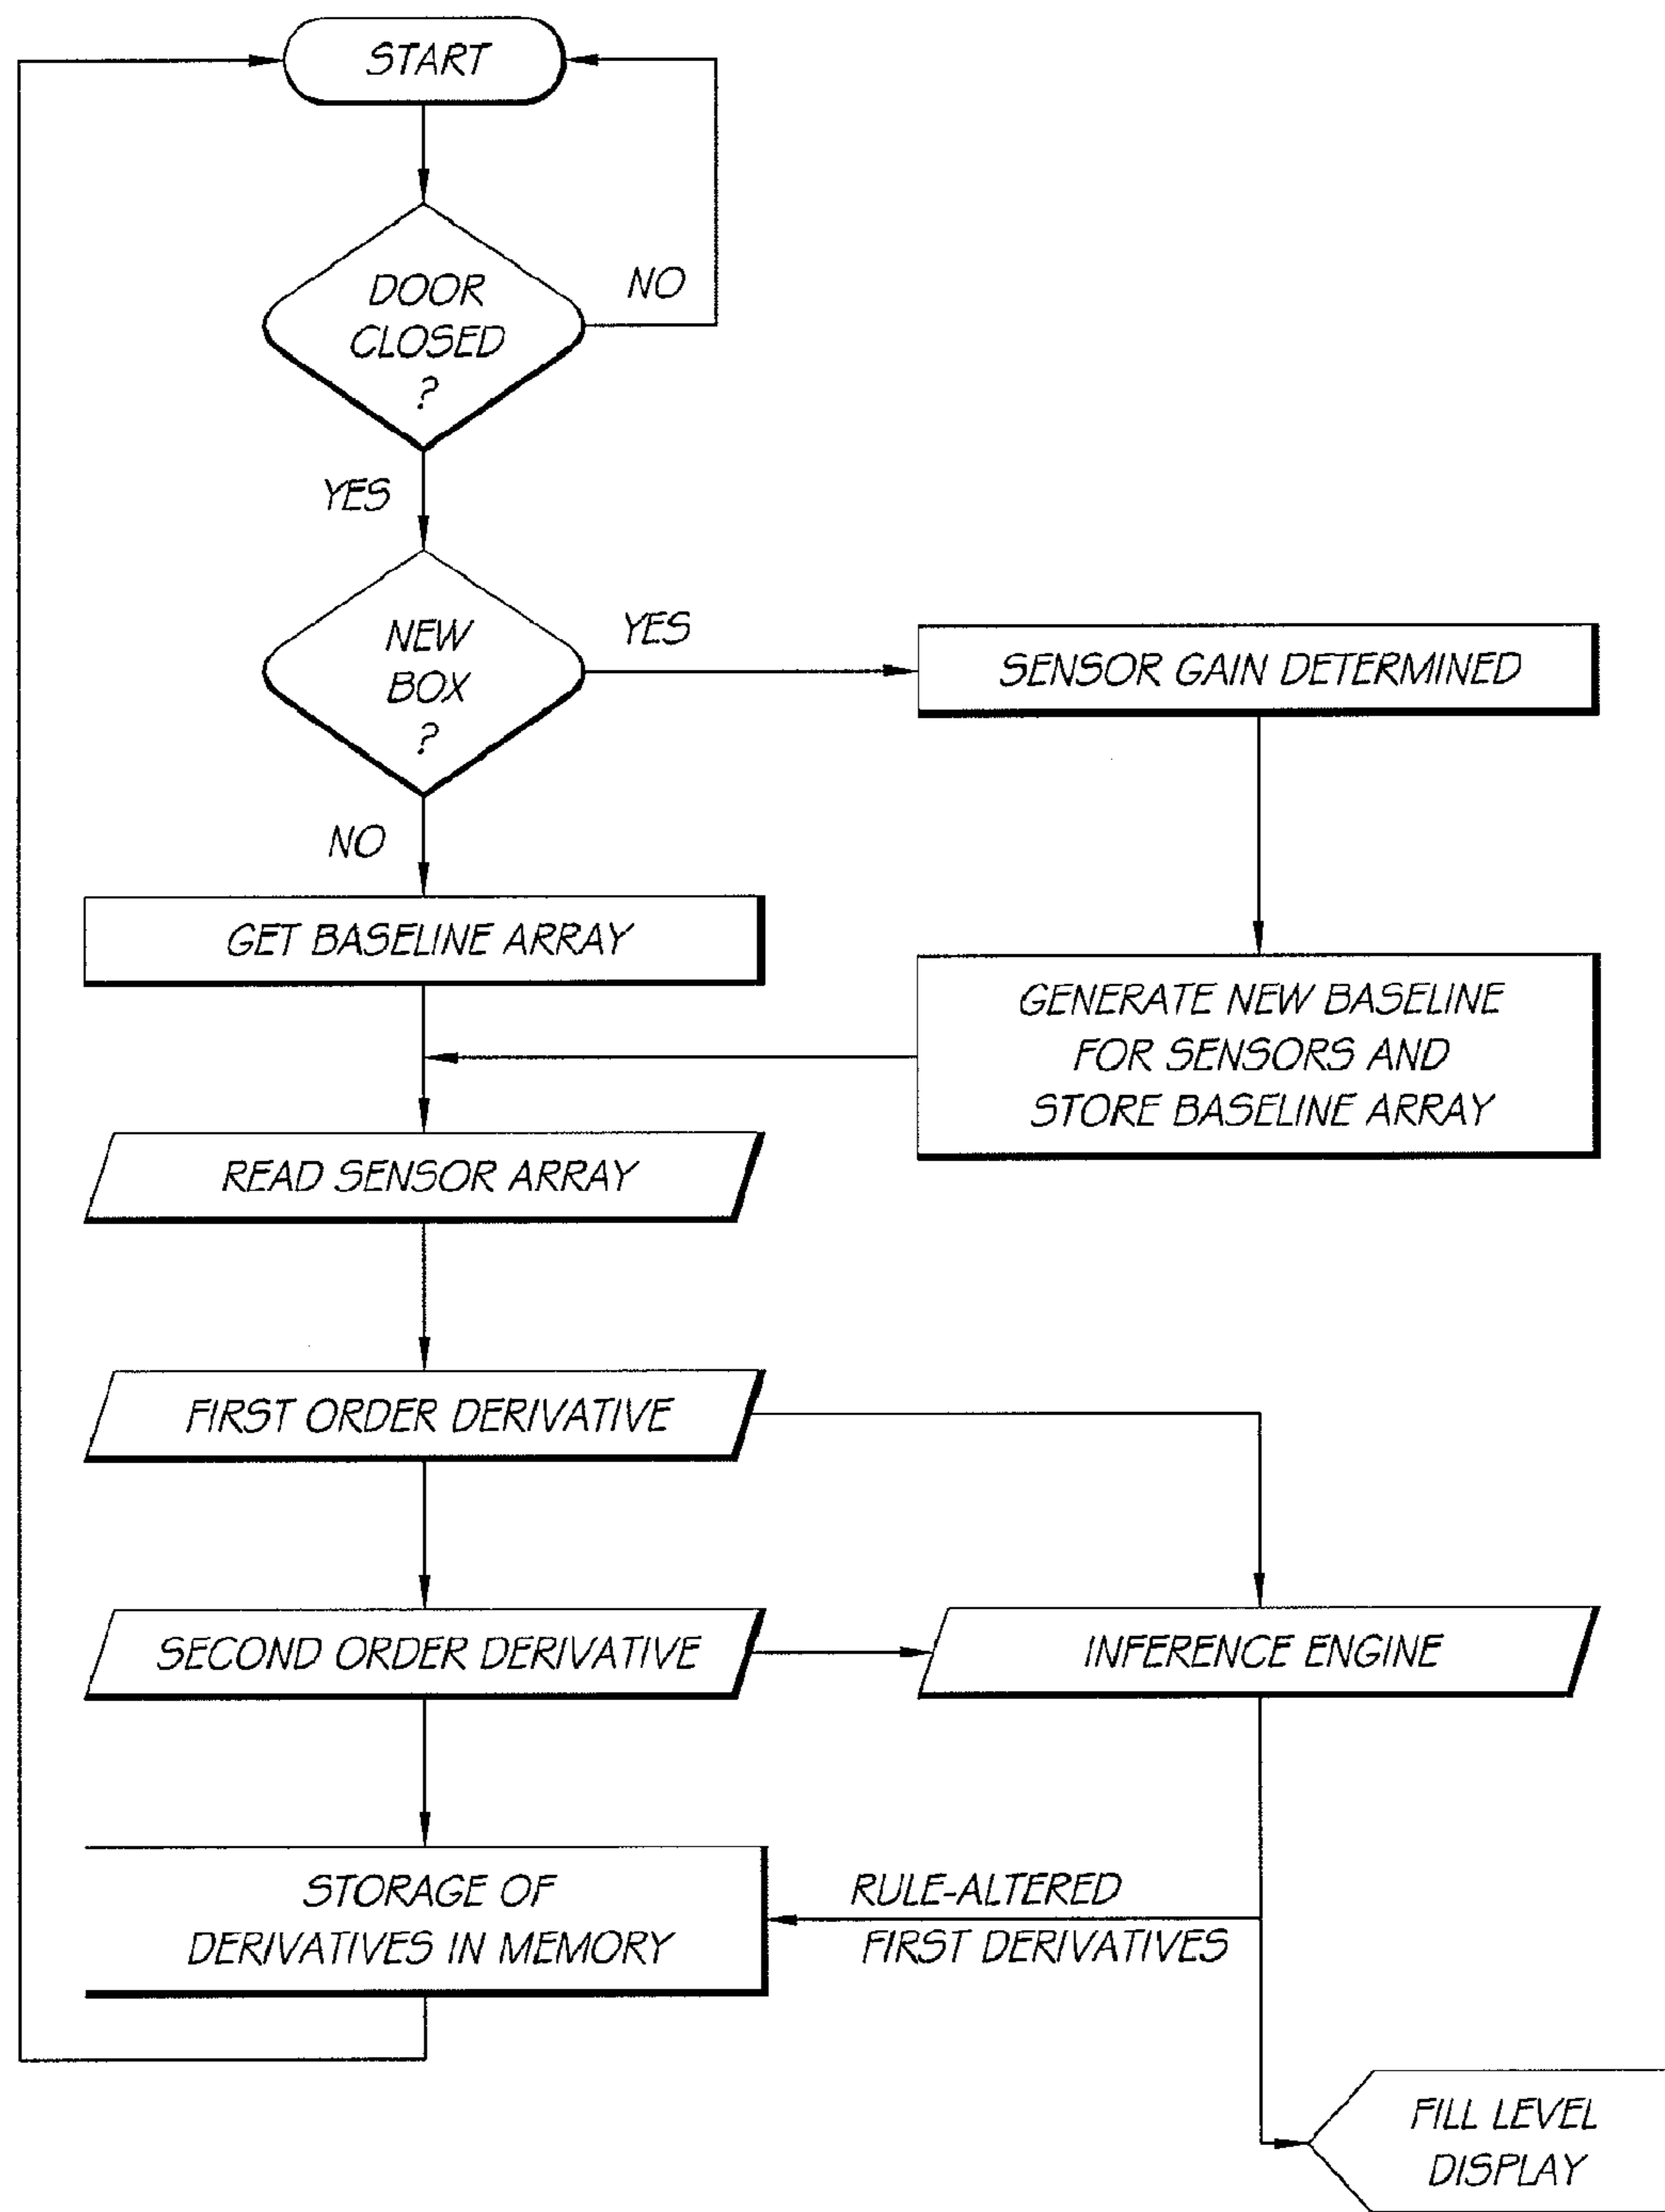 START
DOOR
CLOSED
?
NO
YES
NEW
BOX
?
YES
SENSOR GAIN DETERMINED
NO
GET BASELINE ARRAY
GENERATE NEW BASELINE
FOR SENSORS AND
STORE BASELINE ARRAY
READ SENSOR ARRAY
FIRST ORDER DERIVATIVE
SECOND ORDER DERIVATIVE
INFERENCE ENGINE
STORAGE OF
DERIVATIVES IN MEMORY
RULE-ALTERED
FIRST DERIVATIVES
FILL LEVEL
DISPLAY